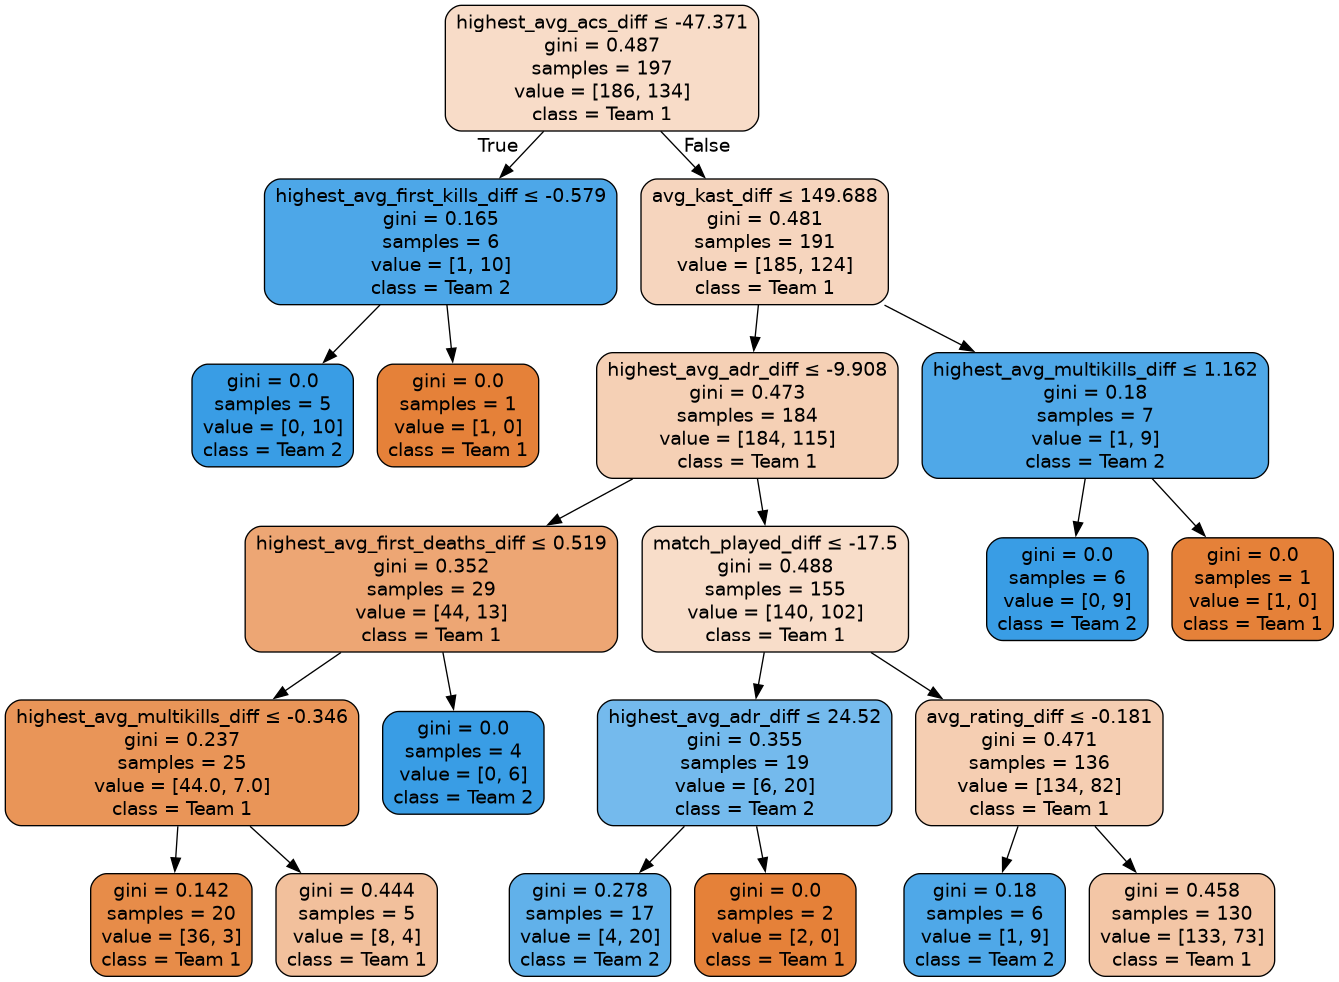 highest_avg_acs_diff ≤ -47.371
gini = 0.487
samples = 197
value = [186, 134]
class = Team 1
True
False
highest_avg_first_kills_diff ≤ -0.579
gini = 0.165
samples = 6
value = [1, 10]
class = Team 2
avg_kast_diff ≤ 149.688
gini = 0.481
samples = 191
value = [185, 124]
class = Team 1
gini = 0.0
samples = 5
value = [0, 10]
class = Team 2
gini = 0.0
samples = 1
value = [1, 0]
class = Team 1
highest_avg_adr_diff ≤ -9.908
gini = 0.473
samples = 184
value = [184, 115]
class = Team 1
highest_avg_multikills_diff ≤ 1.162
gini = 0.18
samples = 7
value = [1, 9]
class = Team 2
highest_avg_first_deaths_diff ≤ 0.519
gini = 0.352
samples = 29
value = [44, 13]
class = Team 1
match_played_diff ≤ -17.5
gini = 0.488
samples = 155
value = [140, 102]
class = Team 1
gini = 0.0
samples = 6
value = [0, 9]
class = Team 2
gini = 0.0
samples = 1
value = [1, 0]
class = Team 1
highest_avg_multikills_diff ≤ -0.346
gini = 0.237
samples = 25
value = [44.0, 7.0]
class = Team 1
gini = 0.0
samples = 4
value = [0, 6]
class = Team 2
highest_avg_adr_diff ≤ 24.52
gini = 0.355
samples = 19
value = [6, 20]
class = Team 2
avg_rating_diff ≤ -0.181
gini = 0.471
samples = 136
value = [134, 82]
class = Team 1
gini = 0.142
samples = 20
value = [36, 3]
class = Team 1
gini = 0.444
samples = 5
value = [8, 4]
class = Team 1
gini = 0.278
samples = 17
value = [4, 20]
class = Team 2
gini = 0.0
samples = 2
value = [2, 0]
class = Team 1
gini = 0.18
samples = 6
value = [1, 9]
class = Team 2
gini = 0.458
samples = 130
value = [133, 73]
class = Team 1